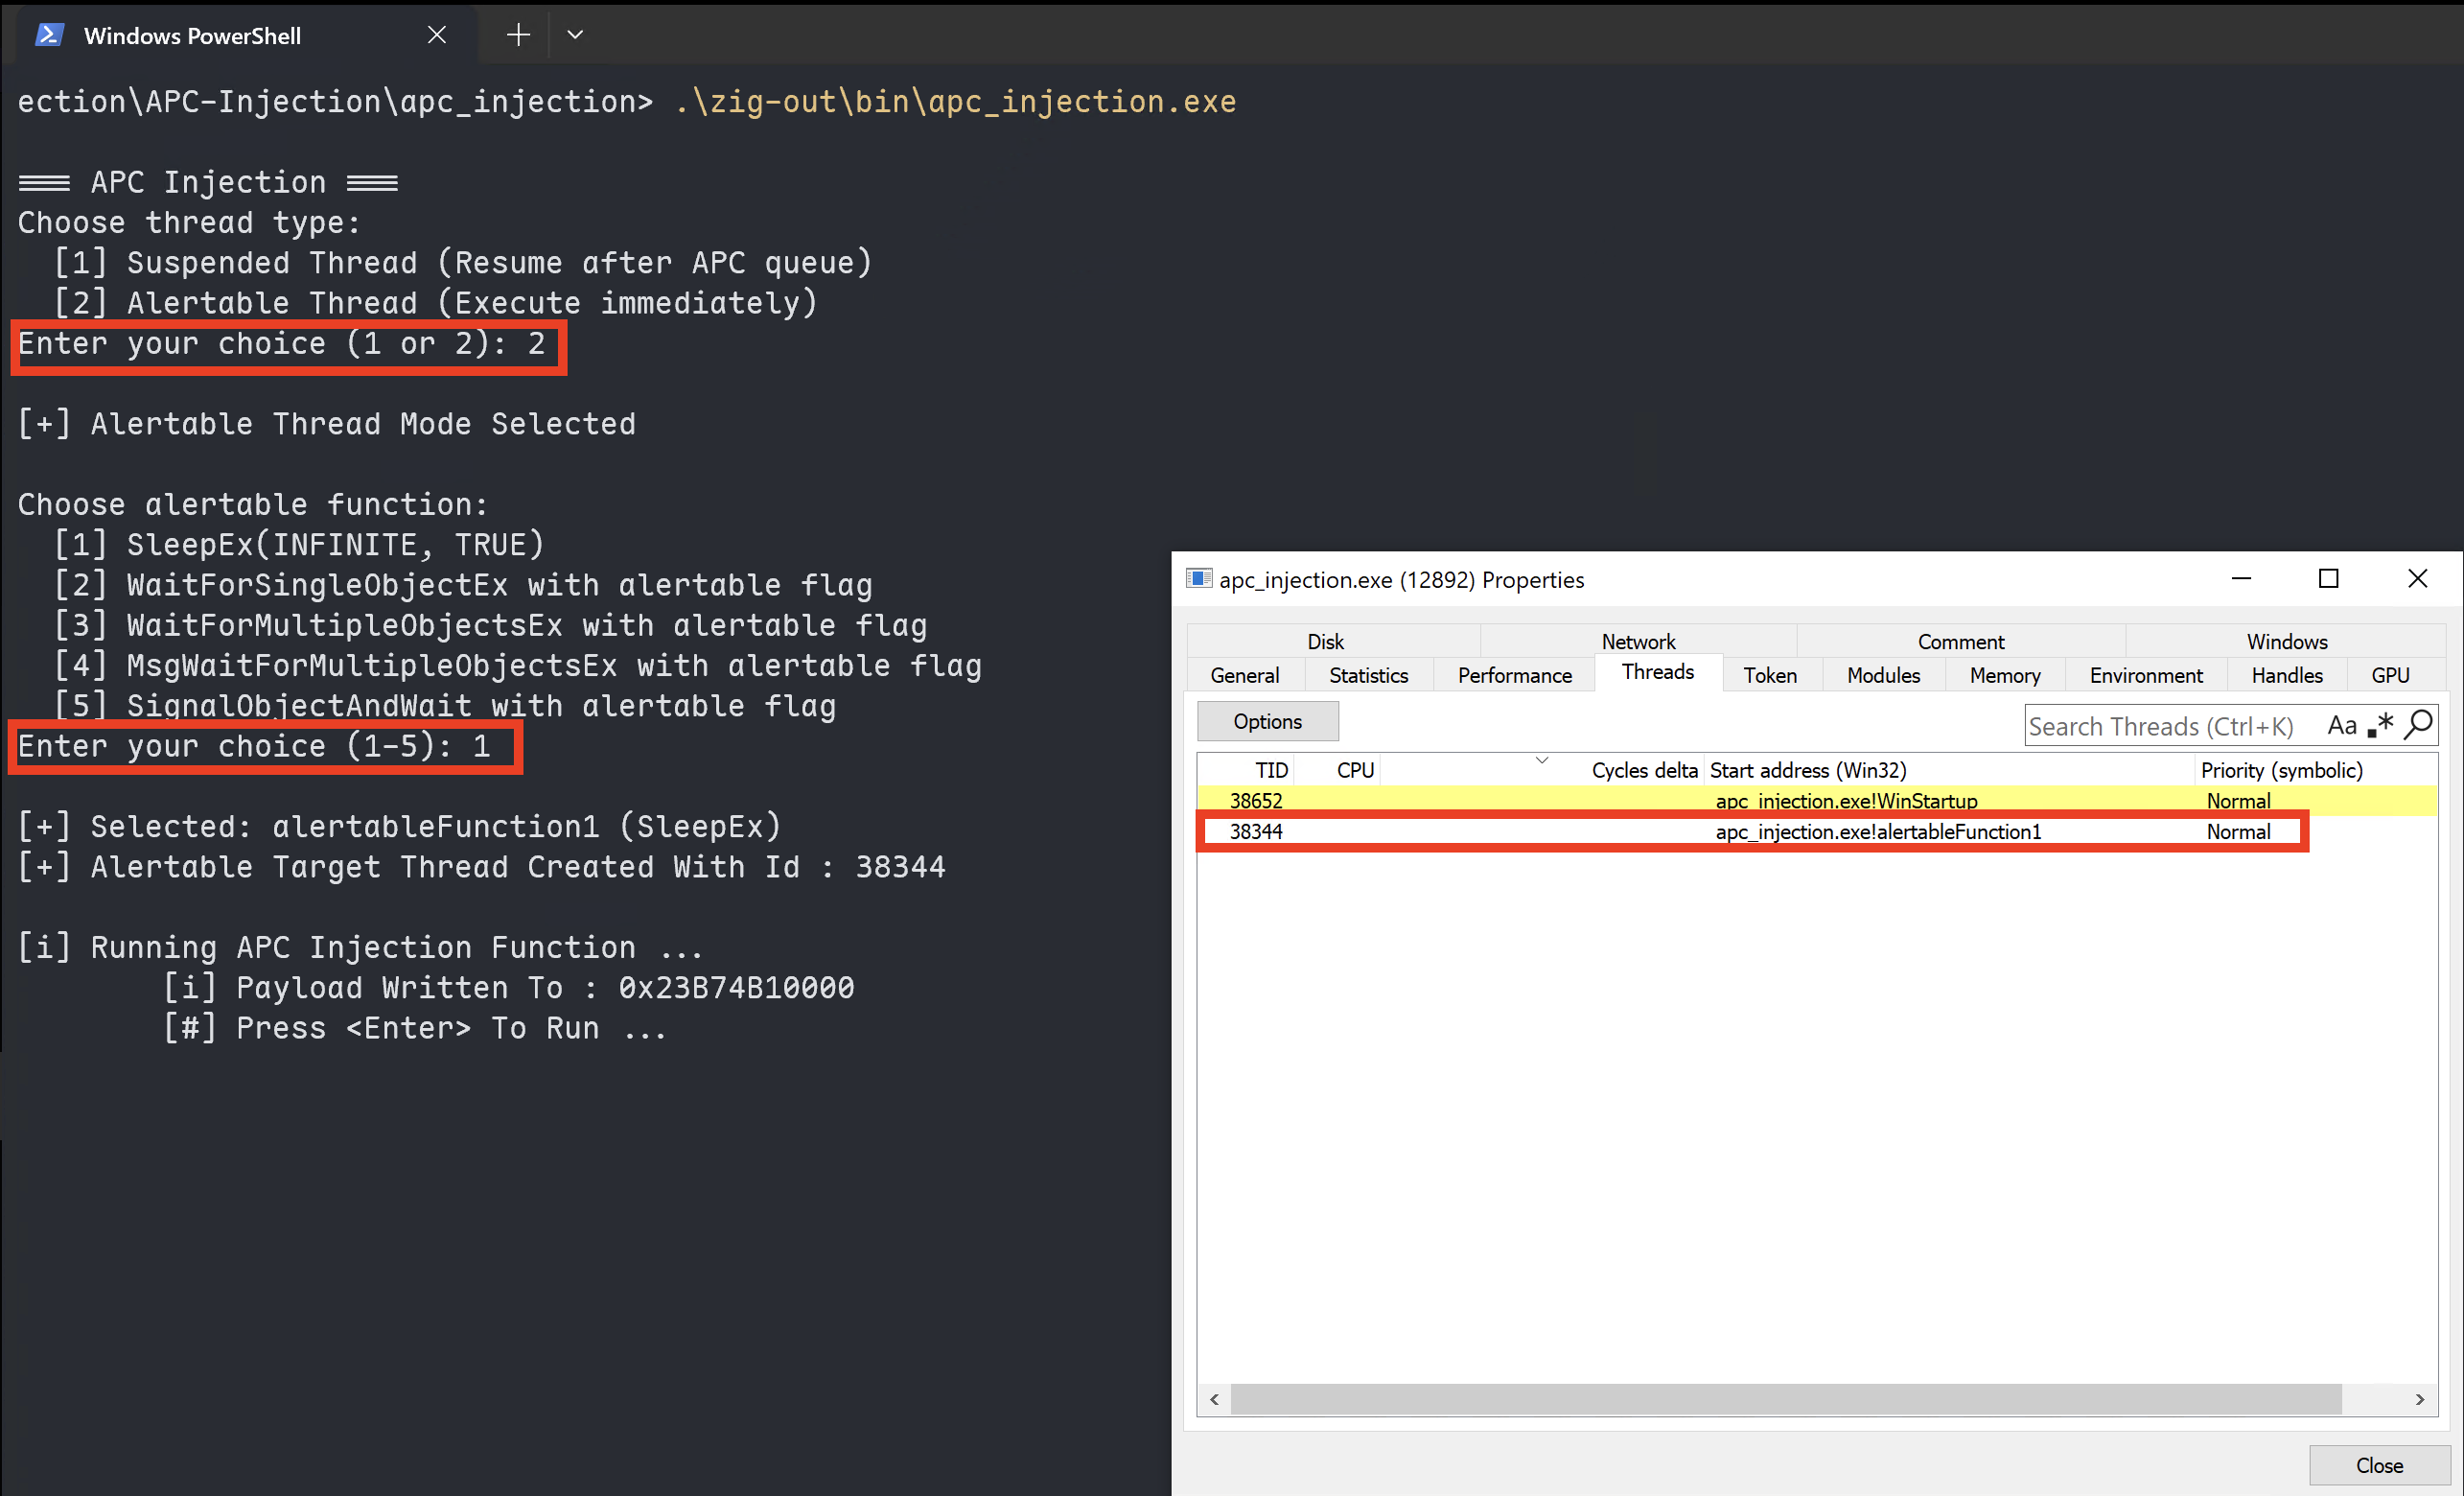 Windows PowerShell
ection\APC-Injection\apc_injection> .\zig-out\bin\apc_injection.exe
=== APC Injection ===
Choose thread type:
[1] Suspended Thread (Resume after APC queue)
[2] Alertable Thread (Execute immediately)
Enter your choice (1 or 2): 2
[+] Alertable Thread Mode Selected
Choose alertable function:
[1] SleepEx(INFINITE, TRUE)
[2] WaitForSingleObjectEx with alertable flag
[3] WaitForMultipleObjectsEx with alertable flag
[4] MsgWaitForMultipleObjectsEx with alertable flag
[5] SignalObjectAndWait with alertable flag
Enter your choice (1-5): 1
[+] Selected: alertableFunction1 (SleepEx)
[+] Alertable Target Thread Created With Id : 38344
[i] Running APC Injection Function ...
[i] Payload Written To : 0x23B74B10000
[#] Press <Enter> To Run ...
apc_injection.exe (12892) Properties
Disk Network Comment Windows
General Statistics Performance Threads Token Modules Memory Environment Handles GPU
Options
Search Threads (Ctrl+K) Aa .*
TID CPU Cycles delta Start address (Win32) Priority (symbolic)
38652 apc_injection.exe!WinStartup Normal
38344 apc_injection.exe!alertableFunction1 Normal
Close